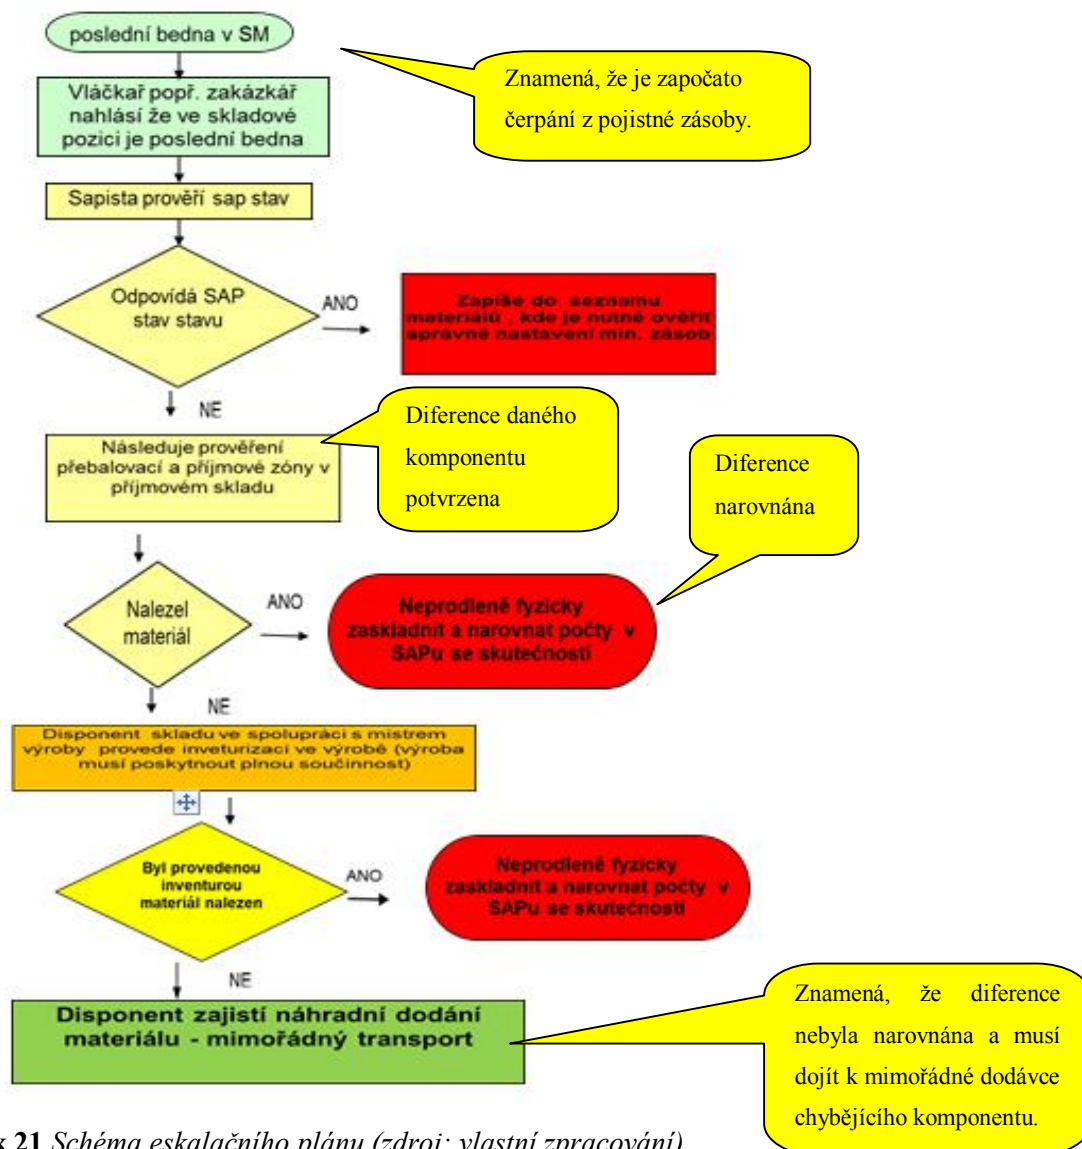 poslední bedna v SM
Znamená, že je započato
čerpání z pojistné zásoby.
Vláčkař popř. zakázkář
nahlásí že ve skladové
pozici je poslední bedna
Sapista prověří sap stav
Odpovídá SAP
stav stavu
ANO
Zapíše do seznamu
materiálů , kde je nutné ověřit
správné nastavení min. zásob
NE
Diference daného
komponentu
potvrzena
Následuje prověření
přebalovací a příjmové zóny v
příjmovém skladu
Diference
narovnána
Nalezel
materiál
ANO
Neprodleně fyzicky
zaskladnit a narovnat počty v
SAPu se skutečností
NE
Disponent skladu ve spolupráci s mistrem
výroby provede inveturizaci ve výrobě (výroba
musí poskytnout plnou součinnost)
Byl provedenou
inventurou
materiál nalezen
ANO
Neprodleně fyzicky
zaskladnit a narovnat počty v
SAPu se skutečností
NE
Disponent zajistí náhradní dodání
materiálu - mimořádný transport
Znamená, že diference
nebyla narovnána a musí
dojít k mimořádné dodávce
chybějícího komponentu.
21 Schéma eskalačního plánu (zdroj: vlastní zpracování)